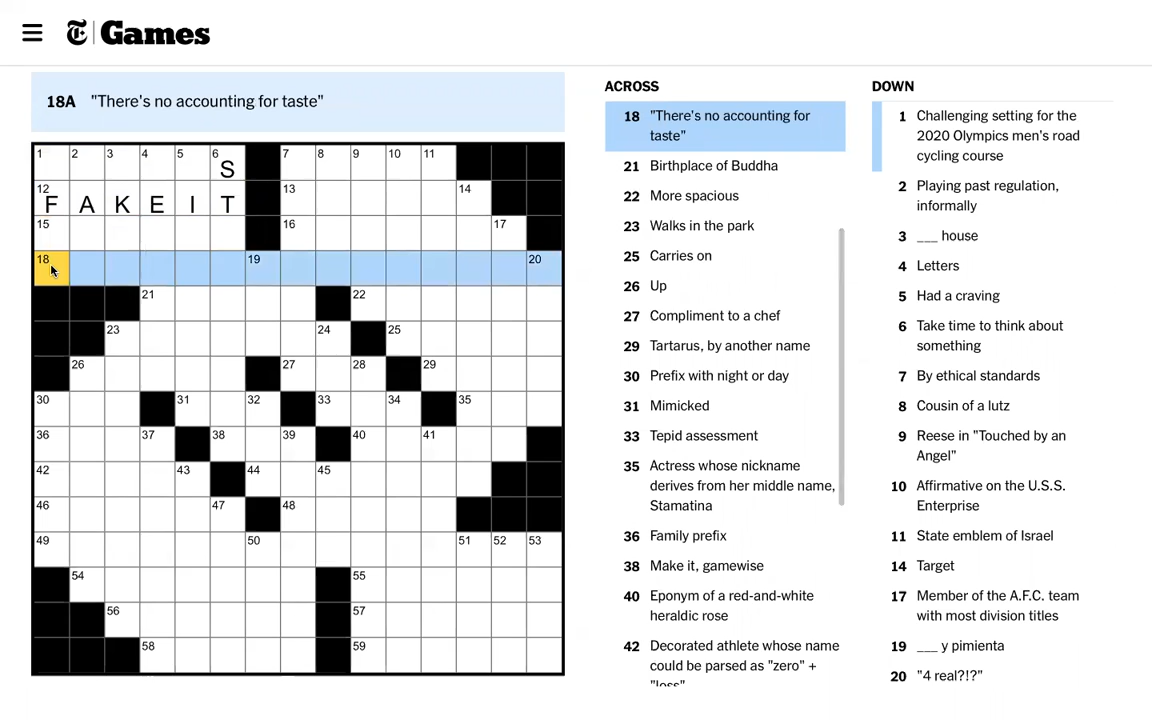 T Games
18A "There's no accounting for taste"
1 2 3 4 5 6 S 7 8 9 10 11
12 F A K E I T 13 14
15 16 17
18 19 20
21 22
23 24 25
26 27 28 29
30 31 32 33 34 35
36 37 38 39 40 41
42 43 44 45
46 47 48
49 50 51 52 53
54 55
56 57
58 59
ACROSS
18 "There's no accounting for
taste"
21 Birthplace of Buddha
22 More spacious
23 Walks in the park
25 Carries on
26 Up
27 Compliment to a chef
29 Tartarus, by another name
30 Prefix with night or day
31 Mimicked
33 Tepid assessment
35 Actress whose nickname
derives from her middle name,
Stamatina
36 Family prefix
38 Make it, gamewise
40 Eponym of a red-and-white
heraldic rose
42 Decorated athlete whose name
could be parsed as "zero" +
"loss"
DOWN
1 Challenging setting for the
2020 Olympics men's road
cycling course
2 Playing past regulation,
informally
3 ___ house
4 Letters
5 Had a craving
6 Take time to think about
something
7 By ethical standards
8 Cousin of a lutz
9 Reese in "Touched by an
Angel"
10 Affirmative on the U.S.S.
Enterprise
11 State emblem of Israel
14 Target
17 Member of the A.F.C. team
with most division titles
19 ___ y pimienta
20 "4 real?!?"